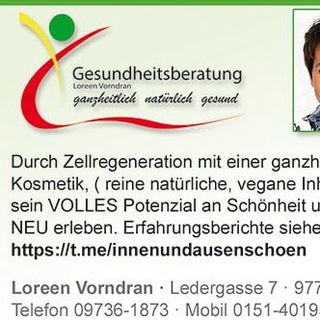 Gesundheitsberatung
Loreen Vorndran
ganzheitlich natürlich gesund
Durch Zellregeneration mit einer ganzh
Kosmetik, ( reine natürliche, vegane Inh
sein VOLLES Potenzial an Schönheit u
NEU erleben. Erfahrungsberichte siehe
https://t.me/innenundausenschoen
Loreen Vorndran · Ledergasse 7 · 977
Telefon 09736-1873 · Mobil 0151-4019